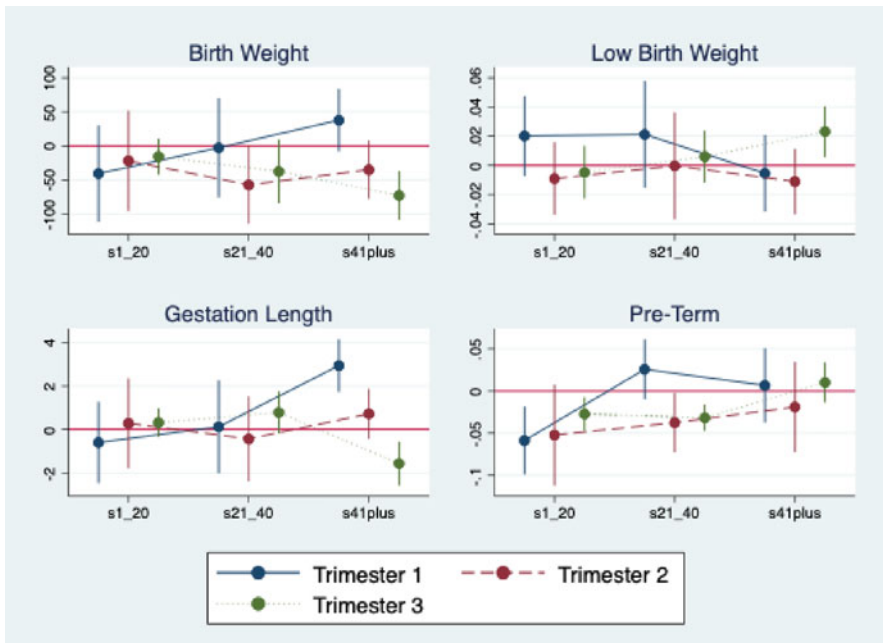 Birth Weight
100
50
0
-50
-100
s1_20 s21_40 s41plus
Low Birth Weight
.06
.04
.02
0
-.02
-.04
s1_20 s21_40 s41plus
Gestation Length
4
2
0
-2
s1_20 s21_40 s41plus
Pre-Term
.05
0
-.05
-.1
s1_20 s21_40 s41plus
Trimester 1 Trimester 2
Trimester 3